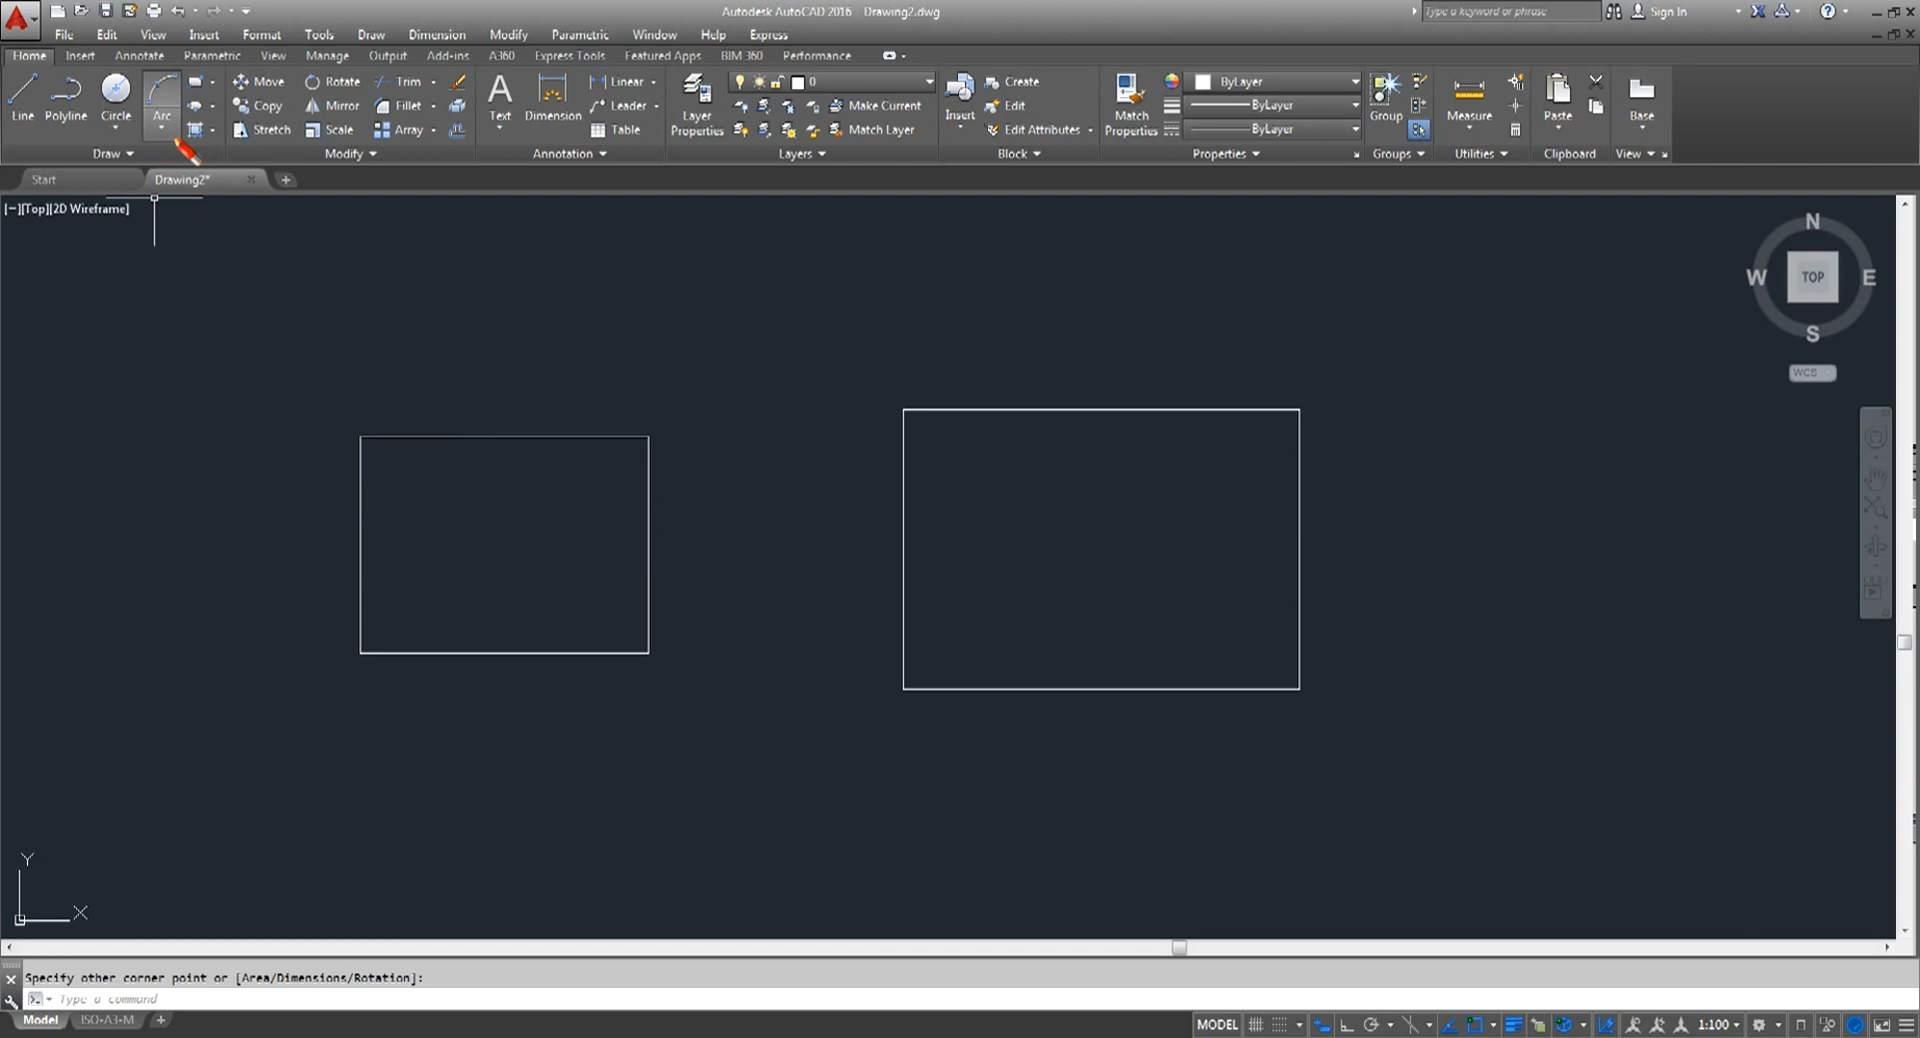 Autodesk AutoCAD 2016 Drawing2.dwg
Type a keyword or phrase
Sign In
File Edit View Insert Format Tools Draw Dimension Modify Parametric Window Help Express
Home Insert Annotate Parametric View Manage Output Add-ins A360 Express Tools Featured Apps BIM 360 Performance
Line Polyline Circle Arc
Draw
Move Rotate Trim
Copy Mirror Fillet
Stretch Scale Array
Modify
Text Dimension
Linear
Leader
Table
Annotation
Layer
Properties
0
Make Current
Match Layer
Layers
Insert
Create
Edit
Edit Attributes
Block
Match
Properties
ByLayer
ByLayer
ByLayer
Properties
Group
Groups
Measure
Utilities
Paste
Clipboard
Base
View
Start Drawing2*
[−][Top][2D Wireframe]
N
W TOP E
S
WCS
Y
X
Specify other corner point or [Area/Dimensions/Rotation]:
Type a command
Model ISO-A3-M
MODEL 1:100